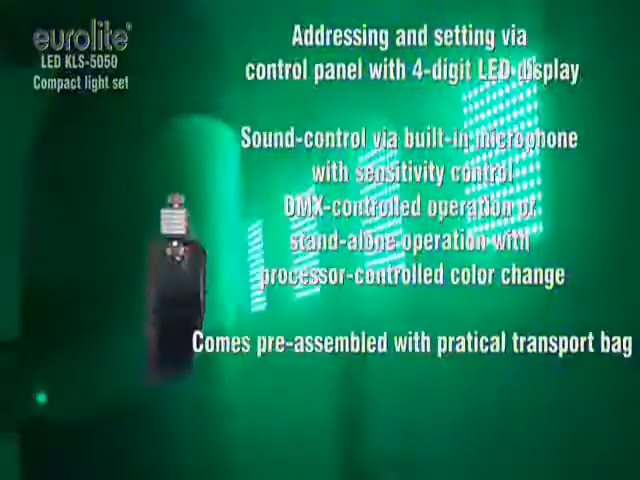 eurolite®
LED KLS-5050
Compact light set
Addressing and setting via
control panel with 4-digit LED display
Sound-control via built-in microphone
with sensitivity control
DMX-controlled operation or
stand-alone operation with
processor-controlled color change
Comes pre-assembled with pratical transport bag